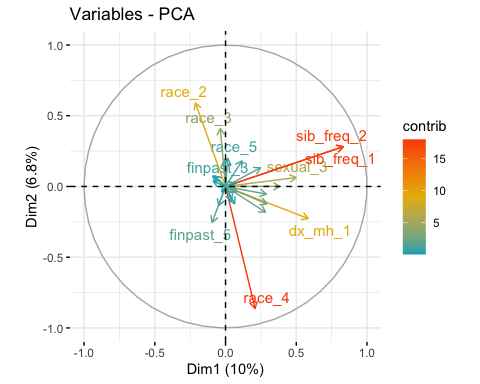 Variables - PCA
1.0
race_2
race_3
0.5
sib_freq_2
race_5
sib_freq_1
finpast_3
sexual_3
0.0
finpast_5
dx_mh_1
-0.5
race_4
-1.0
-1.0 -0.5 0.0 0.5 1.0
Dim1 (10%)
Dim2 (6.8%)
contrib
15
10
5